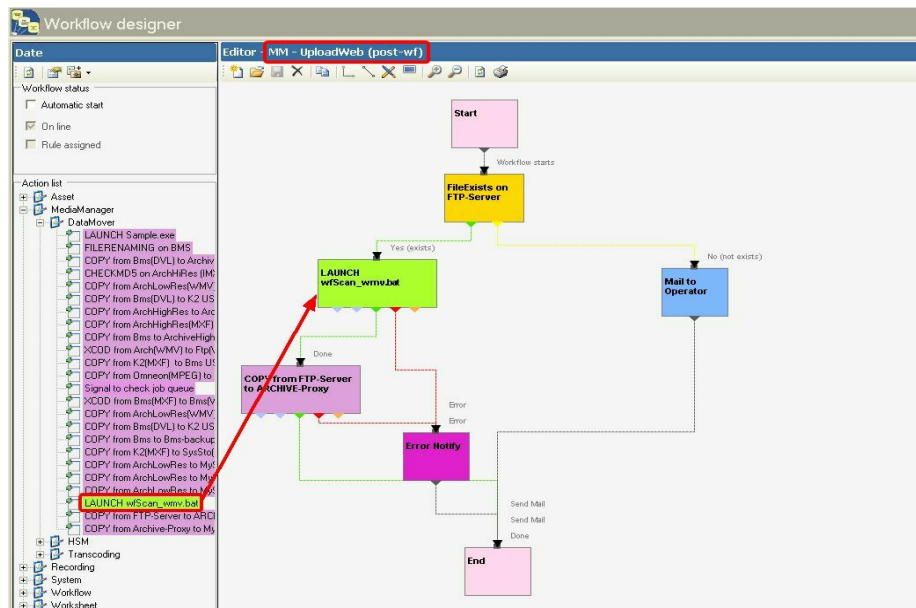 Workflow designer
Date
Editor - MM - UploadWeb (post-wf)
Workflow status
Automatic start
On line
Rule assigned
Action list
Asset
MediaManager
DataMover
LAUNCH Sample.exe
FILERENAMING on BMS
COPY from Bms(DVL) to Archiv
CHECKMD5 on ArchHiRes (IM
COPY from ArchLowRes(WMV
COPY from Bms(DVL) to K2 US
COPY from ArchHighRes to Arc
COPY from ArchHighRes(MXF)
COPY from Bms to ArchiveHigh
XCOD from Arch(WMV) to Ftp(
COPY from K2(MXF) to Bms US
COPY from Omneon(MPEG) to
Signal to check job queue
XCOD from Bms(MXF) to Bms(
COPY from ArchLowRes(WMV
COPY from Bms(DVL) to K2 US
COPY from Bms to Bms-backup
COPY from K2(MXF) to SysSto(
COPY from ArchLowRes to MyS
COPY from ArchLowRes to MyS
COPY from ArchLowRes to MyS
LAUNCH wfScan_wmv.bat
COPY from FTP-Server to ARCI
COPY from Archive-Proxy to My
HSM
Transcoding
Recording
System
Workflow
Worksheet
Start
Workflow starts
FileExists on
FTP-Server
Yes (exists)
No (not exists)
LAUNCH
wfScan_wmv.bat
Mail to
Operator
Done
COPY from FTP-Server
to ARCHIVE-Proxy
Error
Error
Error Notify
Send Mail
Send Mail
Done
End